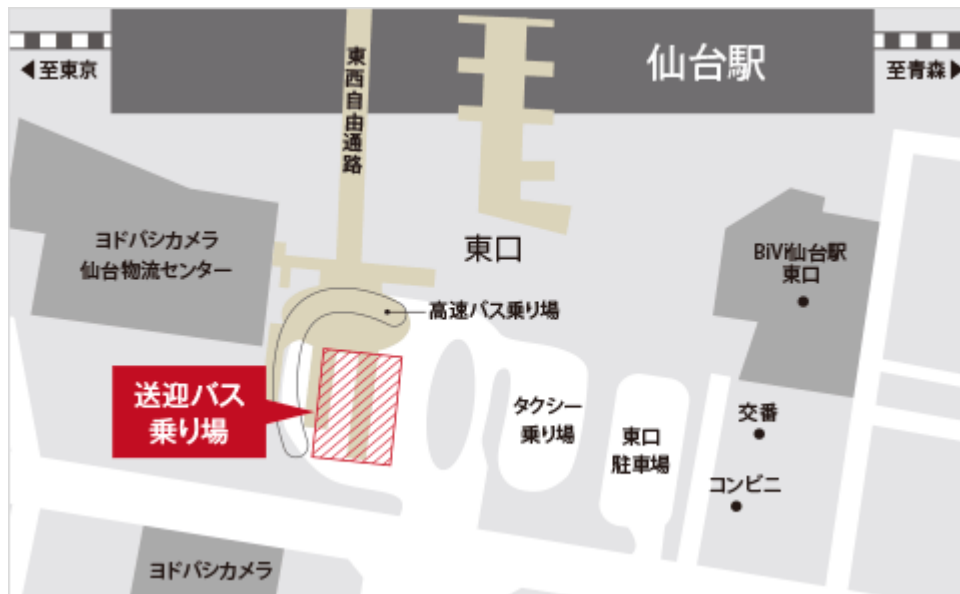 仙台駅
◀至東京
至青森▶
東西自由通路
ヨドバシカメラ
仙台物流センター
東口
BiVi仙台駅
東口
高速バス乗り場
送迎バス
乗り場
タクシー
乗り場
東口
駐車場
交番
コンビニ
ヨドバシカメラ